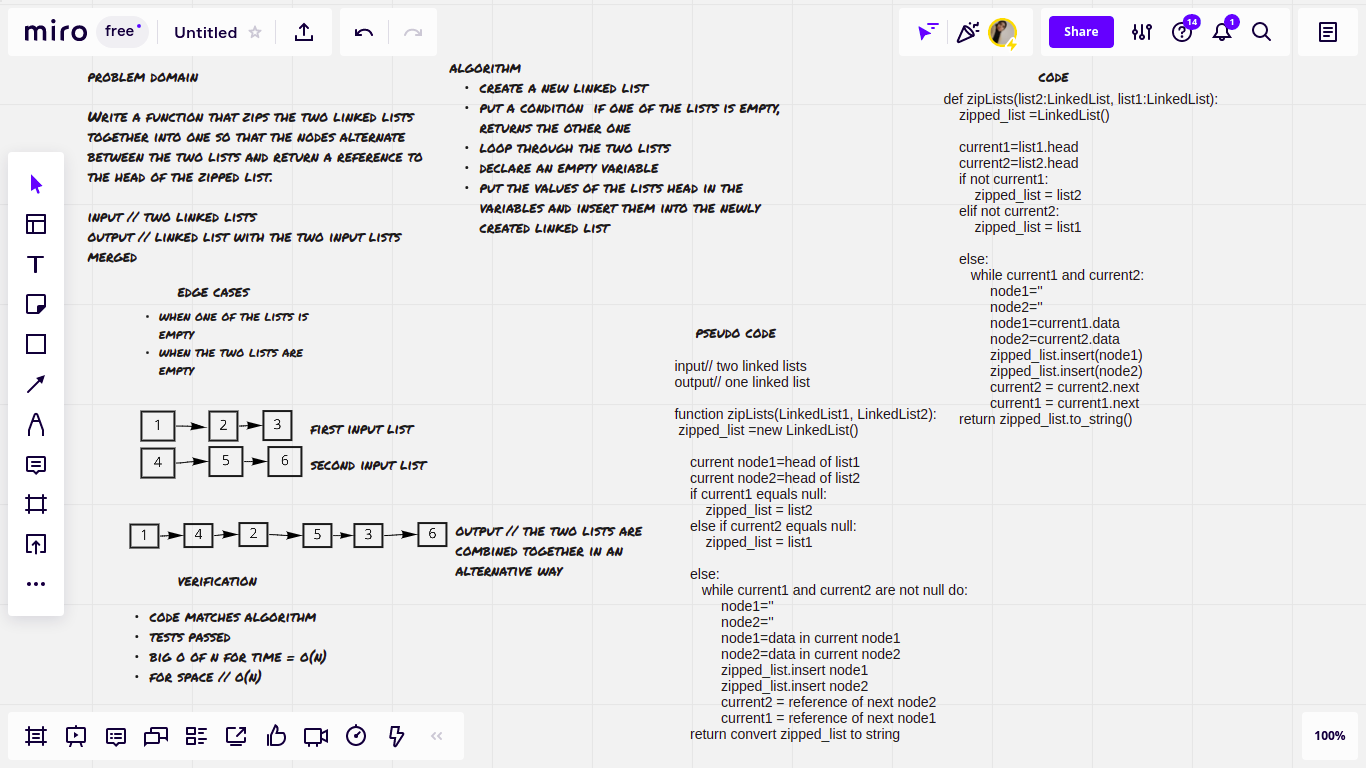 miro
free
Untitled
Share
14
1
PROBLEM DOMAIN
WRITE A FUNCTION THAT ZIPS THE TWO LINKED LISTS
TOGETHER INTO ONE SO THAT THE NODES ALTERNATE
BETWEEN THE TWO LISTS AND RETURN A REFERENCE TO
THE HEAD OF THE ZIPPED LIST.
INPUT // TWO LINKED LISTS
OUTPUT // LINKED LIST WITH THE TWO INPUT LISTS
MERGED
EDGE CASES
• WHEN ONE OF THE LISTS IS
EMPTY
• WHEN THE TWO LISTS ARE
EMPTY
1 2 3 FIRST INPUT LIST
4 5 6 SECOND INPUT LIST
1 4 2 5 3 6
OUTPUT // THE TWO LISTS ARE
COMBINED TOGETHER IN AN
ALTERNATIVE WAY
VERIFICATION
• CODE MATCHES ALGORITHM
• TESTS PASSED
• BIG O OF N FOR TIME = O(N)
• FOR SPACE // O(N)
ALGORITHM
• CREATE A NEW LINKED LIST
• PUT A CONDITION IF ONE OF THE LISTS IS EMPTY,
RETURNS THE OTHER ONE
• LOOP THROUGH THE TWO LISTS
• DECLARE AN EMPTY VARIABLE
• PUT THE VALUES OF THE LISTS HEAD IN THE
VARIABLES AND INSERT THEM INTO THE NEWLY
CREATED LINKED LIST
PSEUDO CODE
input// two linked lists
output// one linked list
function zipLists(LinkedList1, LinkedList2):
zipped_list =new LinkedList()
current node1=head of list1
current node2=head of list2
if current1 equals null:
zipped_list = list2
else if current2 equals null:
zipped_list = list1
else:
while current1 and current2 are not null do:
node1=''
node2=''
node1=data in current node1
node2=data in current node2
zipped_list.insert node1
zipped_list.insert node2
current2 = reference of next node2
current1 = reference of next node1
return convert zipped_list to string
CODE
def zipLists(list2:LinkedList, list1:LinkedList):
zipped_list =LinkedList()
current1=list1.head
current2=list2.head
if not current1:
zipped_list = list2
elif not current2:
zipped_list = list1
else:
while current1 and current2:
node1=''
node2=''
node1=current1.data
node2=current2.data
zipped_list.insert(node1)
zipped_list.insert(node2)
current2 = current2.next
current1 = current1.next
return zipped_list.to_string()
100%